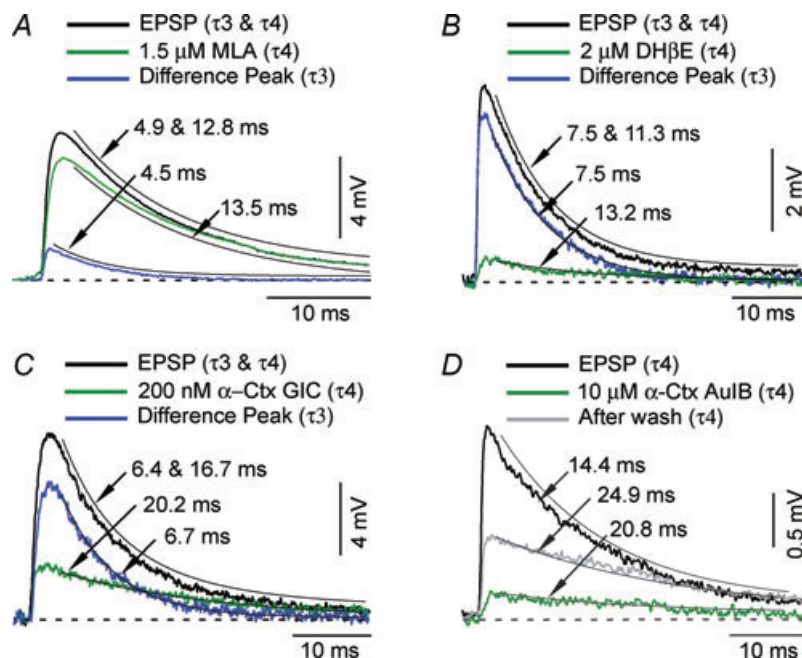 A
EPSP (τ3 & τ4)
1.5 μM MLA (τ4)
Difference Peak (τ3)
4.9 & 12.8 ms
4.5 ms
13.5 ms
4 mV
10 ms
B
EPSP (τ3 & τ4)
2 μM DHβE (τ4)
Difference Peak (τ3)
7.5 & 11.3 ms
7.5 ms
13.2 ms
2 mV
10 ms
C
EPSP (τ3 & τ4)
200 nM α–Ctx GIC (τ4)
Difference Peak (τ3)
6.4 & 16.7 ms
20.2 ms
6.7 ms
4 mV
10 ms
D
EPSP (τ4)
10 μM α-Ctx AuIB (τ4)
After wash (τ4)
14.4 ms
24.9 ms
20.8 ms
0.5 mV
10 ms